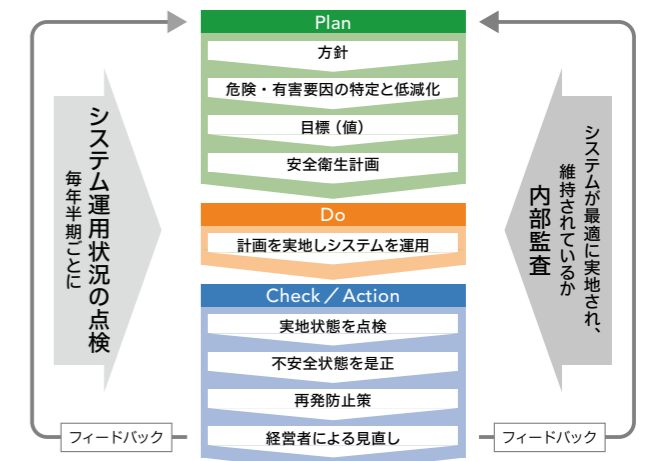 Plan
方針
危険・有害要因の特定と低減化
目標（値）
安全衛生計画
Do
計画を実地しシステムを運用
Check／Action
実地状態を点検
不安全状態を是正
再発防止策
経営者による見直し
システム運用状況の点検
毎年半期ごとに
システムが最適に実地され、
維持されているか
内部監査
フィードバック
フィードバック